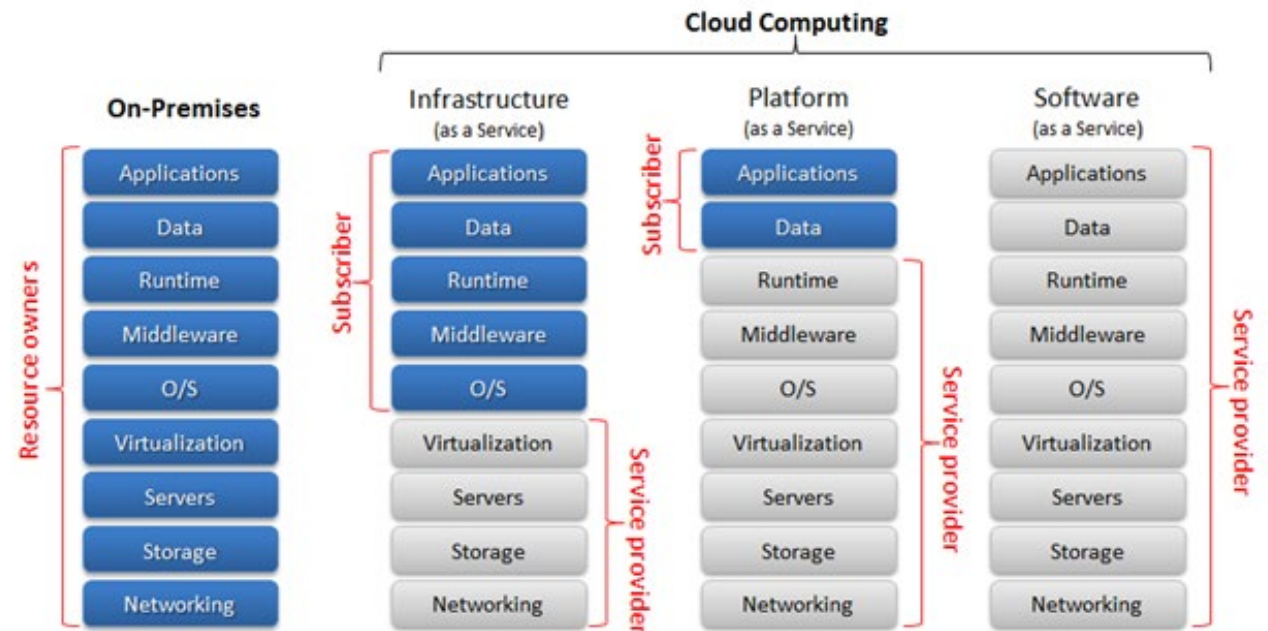 Cloud Computing
On-Premises
Resource owners
Applications
Data
Runtime
Middleware
O/S
Virtualization
Servers
Storage
Networking
Infrastructure
(as a Service)
Subscriber
Applications
Data
Runtime
Middleware
O/S
Virtualization
Servers
Storage
Networking
Service provider
Platform
(as a Service)
Subscriber
Applications
Data
Runtime
Middleware
O/S
Virtualization
Servers
Storage
Networking
Service provider
Software
(as a Service)
Applications
Data
Runtime
Middleware
O/S
Virtualization
Servers
Storage
Networking
Service provider